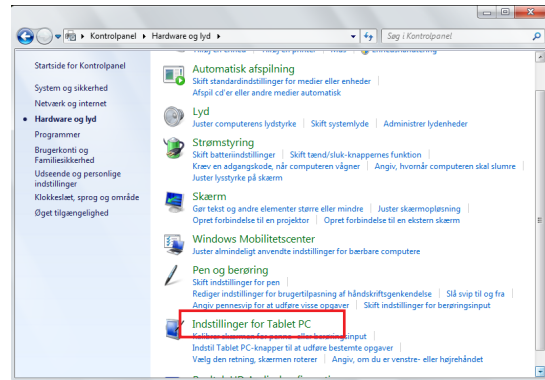 Kontrolpanel ▸ Hardware og lyd ▸
Søg i Kontrolpanel
Startside for Kontrolpanel
System og sikkerhed
Netværk og internet
Hardware og lyd
Programmer
Brugerkonti og
Familiesikkerhed
Udseende og personlige
indstillinger
Klokkeslæt, sprog og område
Øget tilgængelighed
Automatisk afspilning
Skift standardindstillinger for medier eller enheder
Afspil cd'er eller andre medier automatisk
Lyd
Juster computerens lydstyrke Skift systemlyde Administrer lydenheder
Strømstyring
Skift batteriindstillinger Skift tænd/sluk-knappernes funktion
Kræv en adgangskode, når computeren vågner Angiv, hvornår computeren skal slumre
Juster lysstyrke på skærm
Skærm
Gør tekst og andre elementer større eller mindre Juster skærmopløsning
Opret forbindelse til en projektor Opret forbindelse til en ekstern skærm
Windows Mobilitetscenter
Juster almindeligt anvendte indstillinger for bærbare computere
Pen og berøring
Skift indstillinger for pen
Rediger indstillinger for brugertilpasning af håndskriftsgenkendelse Slå svip til og fra
Angiv pennesvip for at udføre visse opgaver Skift indstillinger for berøringsinput
Indstillinger for Tablet PC
Kalibrer skærmen for penne- eller berøringsinput
Indstil Tablet PC-knapper til at udføre bestemte opgaver
Vælg den retning, skærmen roterer Angiv, om du er venstre- eller højrehåndet